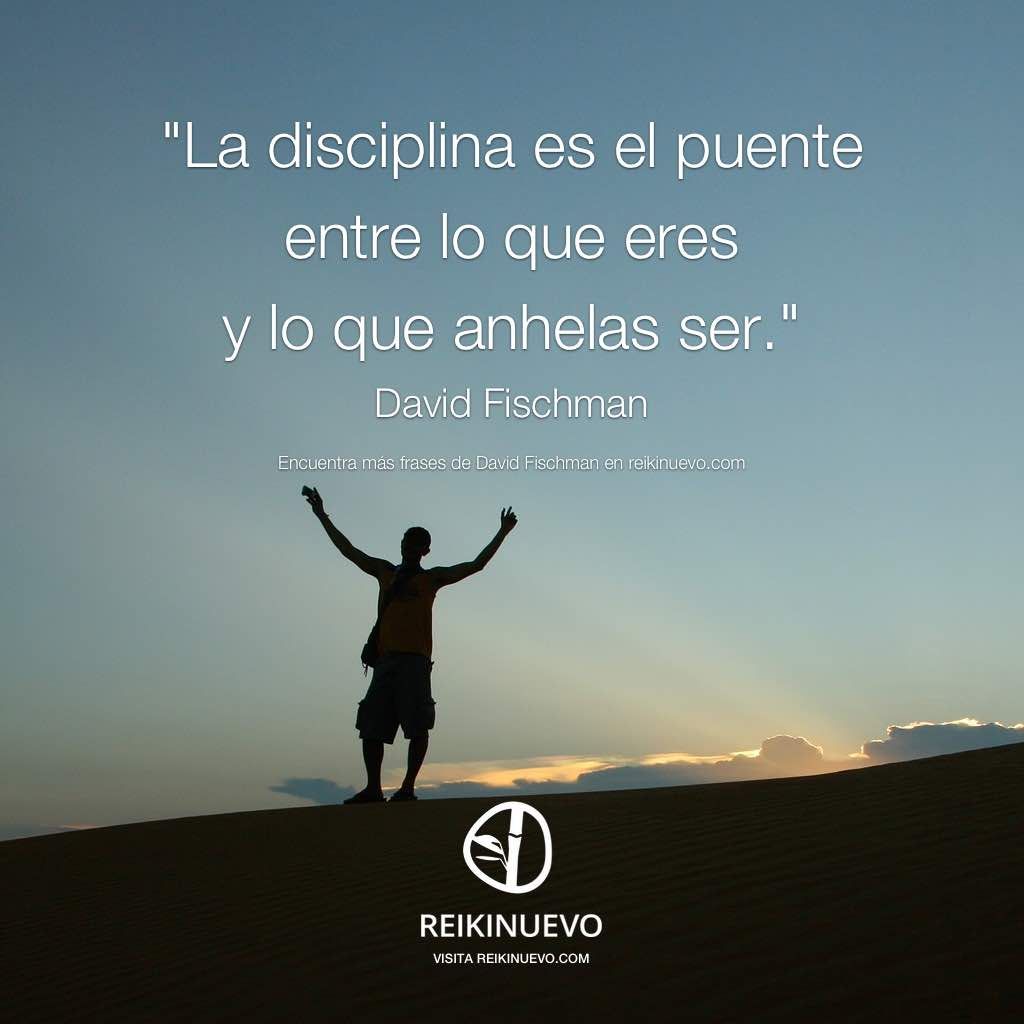 "La disciplina es el puente
entre lo que eres
y lo que anhelas ser."
David Fischman
Encuentra más frases de David Fischman en reikinuevo.com
REIKINUEVO
VISITA REIKINUEVO.COM